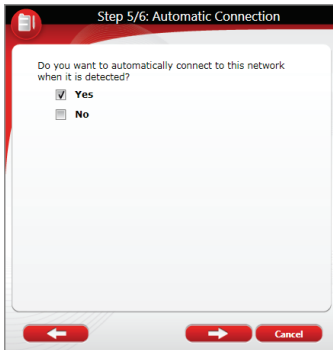 Step 5/6: Automatic Connection
Do you want to automatically connect to this network
when it is detected?
Yes
No
Cancel